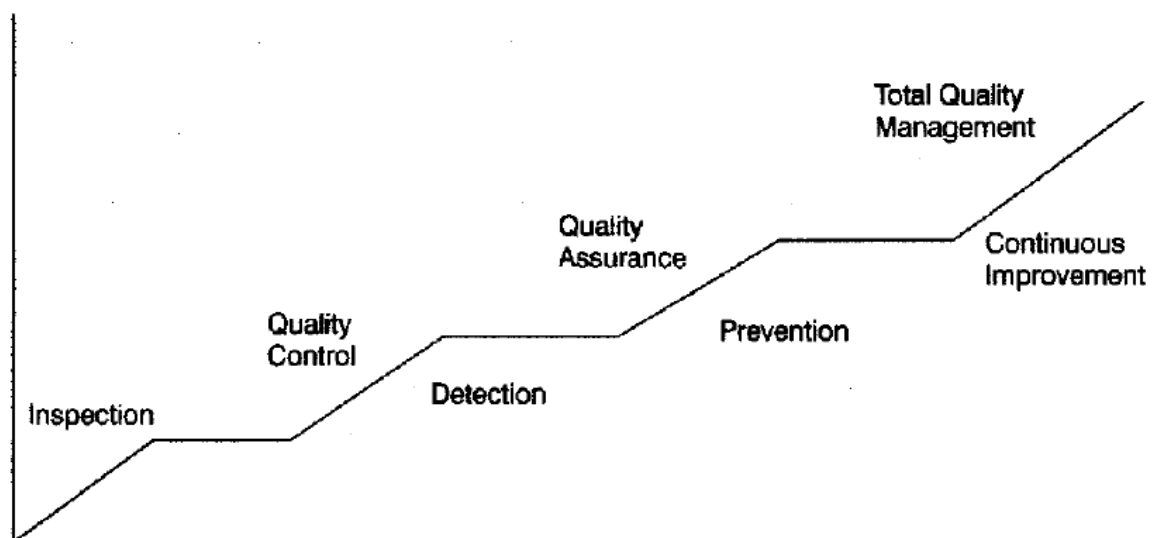 Total Quality
Management
Quality
Assurance
Continuous
Improvement
Quality
Control
Prevention
Detection
Inspection